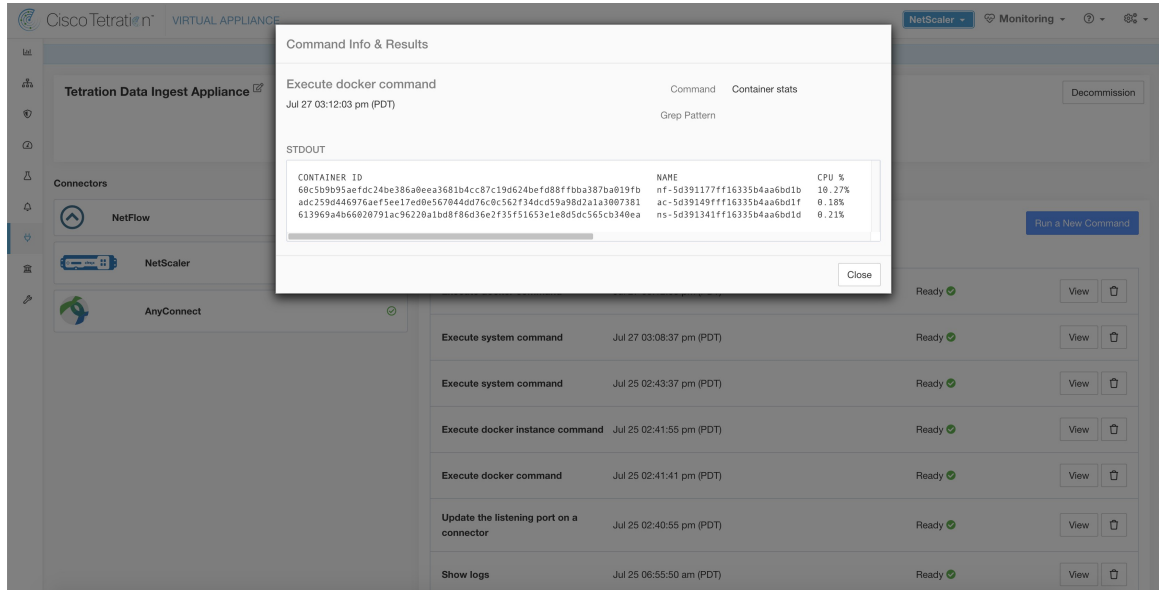 Cisco Tetration™ VIRTUAL APPLIANCE
NetScaler
Monitoring
Tetration Data Ingest Appliance
Decommission
Command Info & Results
Execute docker command
Jul 27 03:12:03 pm (PDT)
Command Container stats
Grep Pattern
STDOUT
CONTAINER ID NAME CPU %
60c5b9b95aefdc24be386a0eea3681b4cc87c19d624befd88ffbba387ba019fb nf-5d391177ff16335b4aa6bd1b 10.27%
adc259d446976aef5ee17ed0e567044dd76c0c562f34dcd59a98d2a1a3007381 ac-5d39149ff16335b4aa6bd1f 0.18%
613969a4b66020791ac96220a1bd8f86d36e2f35f51653e1e8d5dc565cb340ea ns-5d391341ff16335b4aa6bd1d 0.21%
Close
Connectors
NetFlow
NetScaler
AnyConnect
Run a New Command
Ready View
Execute system command Jul 27 03:08:37 pm (PDT) Ready View
Execute system command Jul 25 02:43:37 pm (PDT) Ready View
Execute docker instance command Jul 25 02:41:55 pm (PDT) Ready View
Execute docker command Jul 25 02:41:41 pm (PDT) Ready View
Update the listening port on a
connector
Jul 25 02:40:55 pm (PDT) Ready View
Show logs Jul 25 06:55:50 am (PDT) Ready View